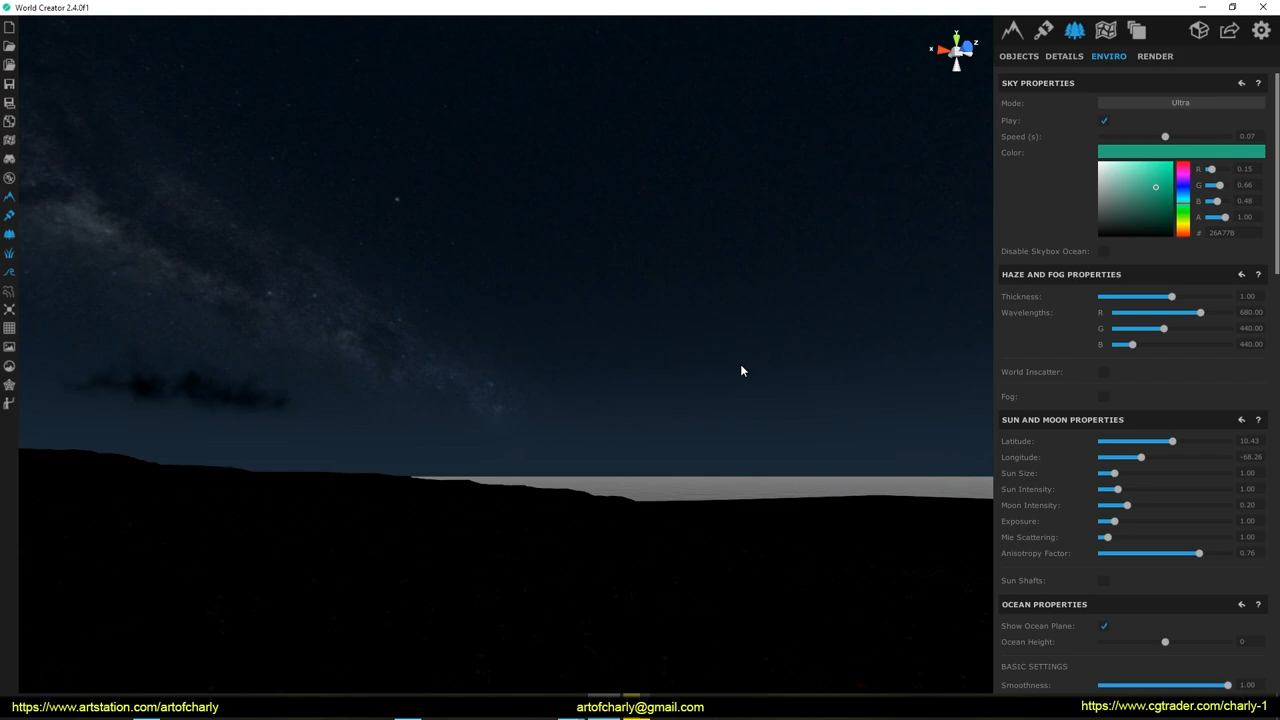 World Creator 2.4.0f1
Y
X
Z
OBJECTS DETAILS ENVIRO RENDER
SKY PROPERTIES ?
Mode: Ultra
Play:
Speed (s): 0.07
Color:
R 0.15
G 0.66
B 0.48
A 1.00
# 26A77B
Disable Skybox Ocean:
HAZE AND FOG PROPERTIES ?
Thickness: 1.00
Wavelengths: R 680.00
G 440.00
B 440.00
World Inscatter:
Fog:
SUN AND MOON PROPERTIES ?
Latitude: 10.43
Longitude: -68.26
Sun Size: 1.00
Sun Intensity: 1.00
Moon Intensity: 0.20
Exposure: 1.00
Mie Scattering: 1.00
Anisotropy Factor: 0.76
Sun Shafts:
OCEAN PROPERTIES ?
Show Ocean Plane:
Ocean Height: 0
BASIC SETTINGS
Smoothness: 1.00
https://www.artstation.com/artofcharly artofcharly@gmail.com https://www.cgtrader.com/charly-1